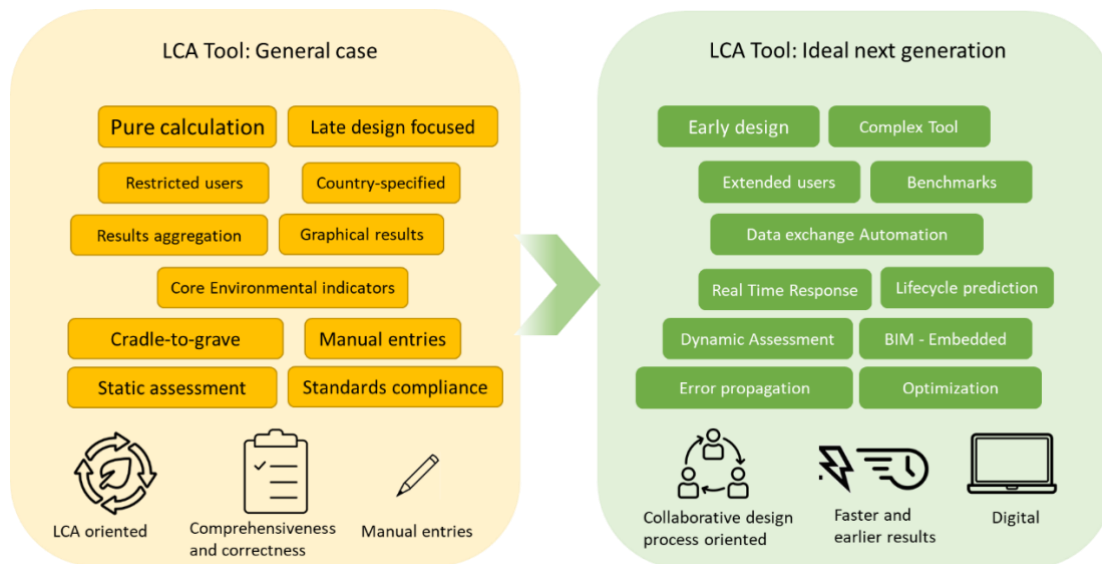 LCA Tool: General case
Pure calculation
Late design focused
Restricted users
Country-specified
Results aggregation
Graphical results
Core Environmental indicators
Cradle-to-grave
Manual entries
Static assessment
Standards compliance
LCA oriented
Comprehensiveness
and correctness
Manual entries
LCA Tool: Ideal next generation
Early design
Complex Tool
Extended users
Benchmarks
Data exchange Automation
Real Time Response
Lifecycle prediction
Dynamic Assessment
BIM - Embedded
Error propagation
Optimization
Collaborative design
process oriented
Faster and
earlier results
Digital